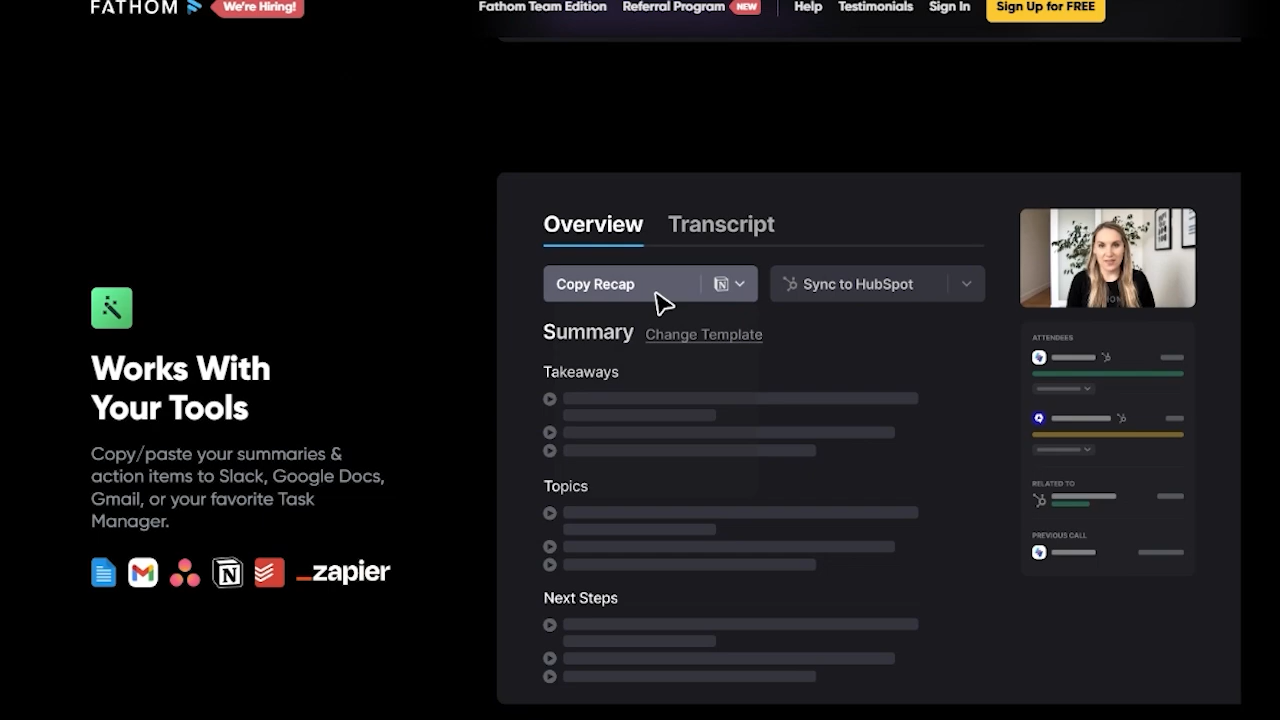 FATHOM
We're Hiring!
Fathom Team Edition
Referral Program
NEW
Help
Testimonials
Sign In
Sign Up for FREE
Works With
Your Tools
Copy/paste your summaries &
action items to Slack, Google Docs,
Gmail, or your favorite Task
Manager.
_zapier
Overview
Transcript
Copy Recap
Sync to HubSpot
Summary
Change Template
Takeaways
Topics
Next Steps
ATTENDEES
RELATED TO
PREVIOUS CALL